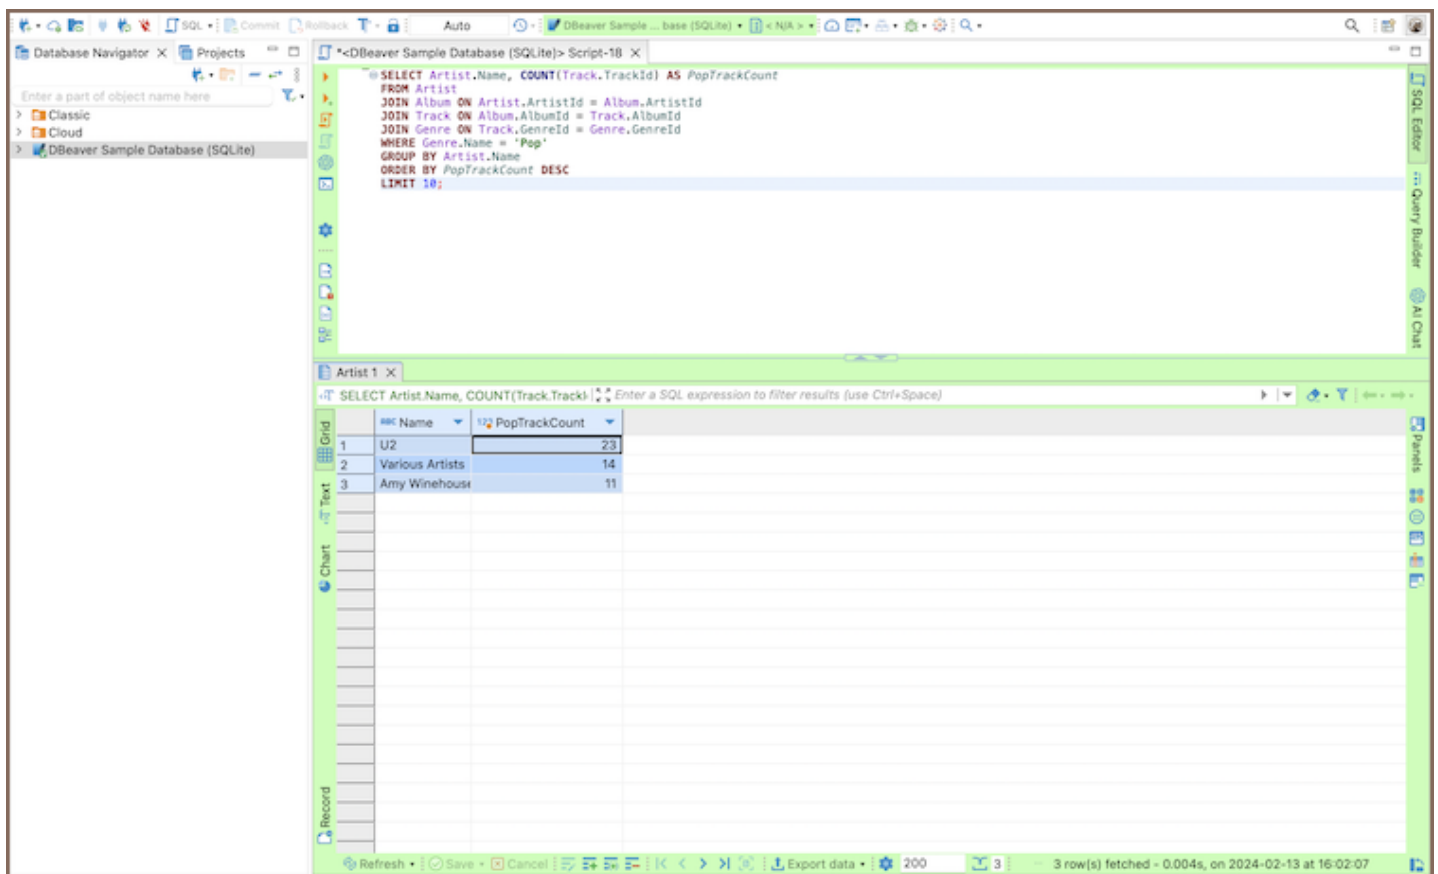 SQL Commit Rollback T Auto DBeaver Sample ... base (SQLite) < N/A >
Database Navigator Projects
*<DBeaver Sample Database (SQLite)> Script-18
Enter a part of object name here
Classic
Cloud
DBeaver Sample Database (SQLite)
SELECT Artist.Name, COUNT(Track.TrackId) AS PopTrackCount
FROM Artist
JOIN Album ON Artist.ArtistId = Album.ArtistId
JOIN Track ON Album.AlbumId = Track.AlbumId
JOIN Genre ON Track.GenreId = Genre.GenreId
WHERE Genre.Name = 'Pop'
GROUP BY Artist.Name
ORDER BY PopTrackCount DESC
LIMIT 10;
SQL Editor
Query Builder
AI Chat
Artist 1
SELECT Artist.Name, COUNT(Track.TrackI Enter a SQL expression to filter results (use Ctrl+Space)
Grid
Text
Chart
Record
ABC Name 123 PopTrackCount
1 U2 23
2 Various Artists 14
3 Amy Winehouse 11
Panels
Refresh Save Cancel Export data 200 3 3 row(s) fetched - 0.004s, on 2024-02-13 at 16:02:07